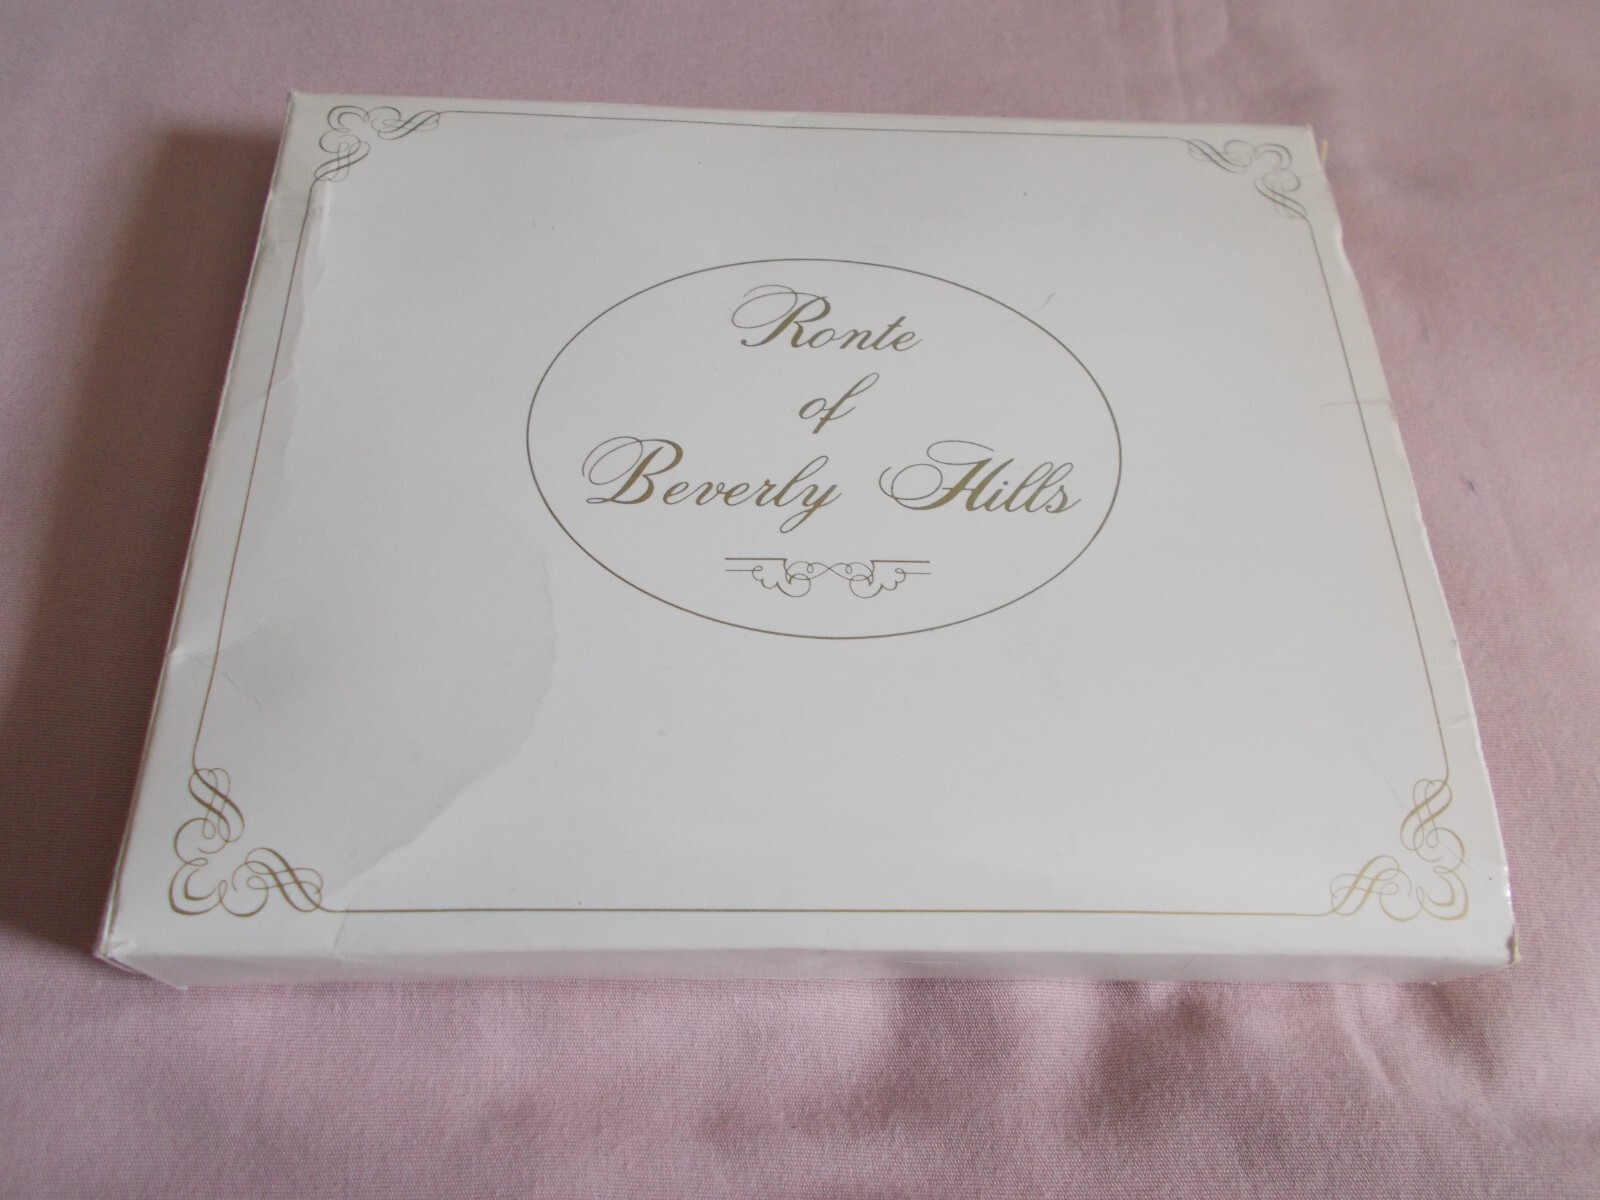 Ronte
of
Beverly Hills